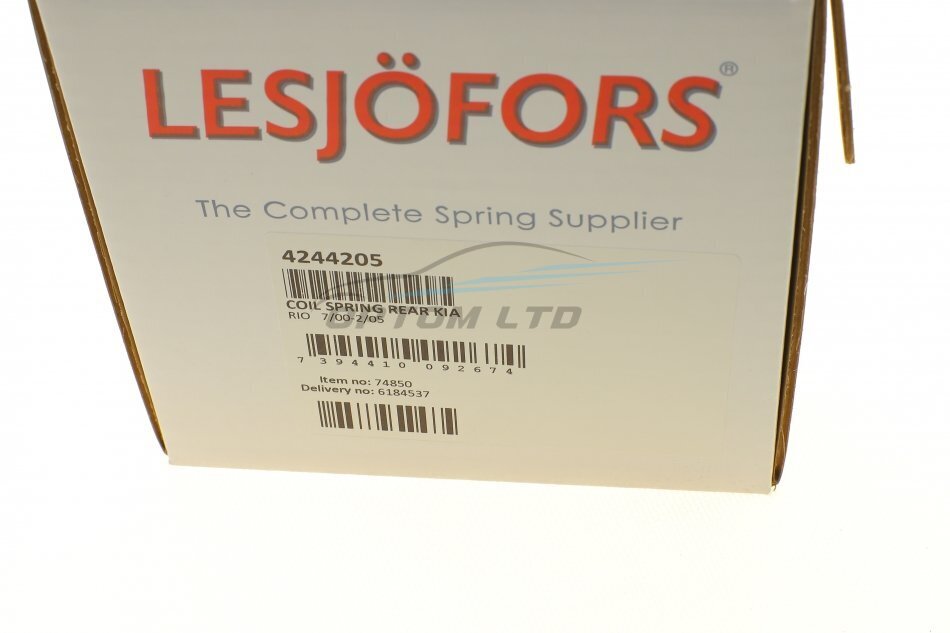 LESJÖFORS®
The Complete Spring Supplier
4244205
COIL SPRING REAR KIA
RIO 7/00-2/05
OPTOM LTD
7 394410 092674
Item no: 74850
Delivery no: 6184537